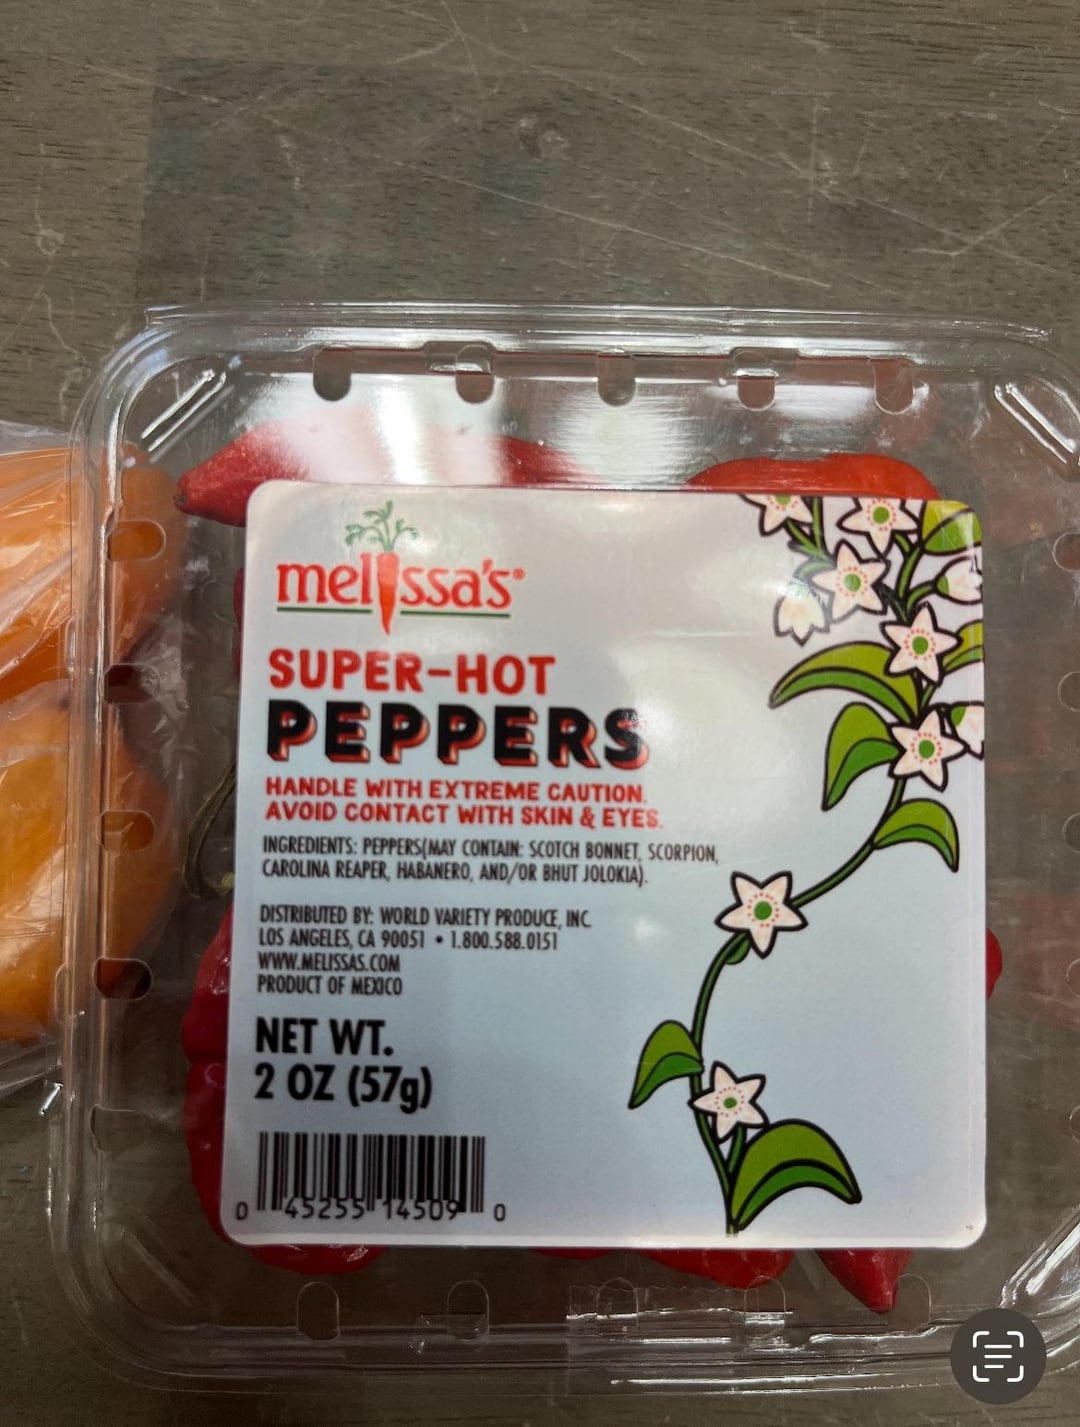 melissa's®
SUPER-HOT
PEPPERS
HANDLE WITH EXTREME CAUTION.
AVOID CONTACT WITH SKIN & EYES.
INGREDIENTS: PEPPERS(MAY CONTAIN: SCOTCH BONNET, SCORPION,
CAROLINA REAPER, HABANERO, AND/OR BHUT JOLOKIA).
DISTRIBUTED BY: WORLD VARIETY PRODUCE, INC.
LOS ANGELES, CA 90051 • 1.800.588.0151
WWW.MELISSAS.COM
PRODUCT OF MEXICO
NET WT.
2 OZ (57g)
0 45255 14509 0